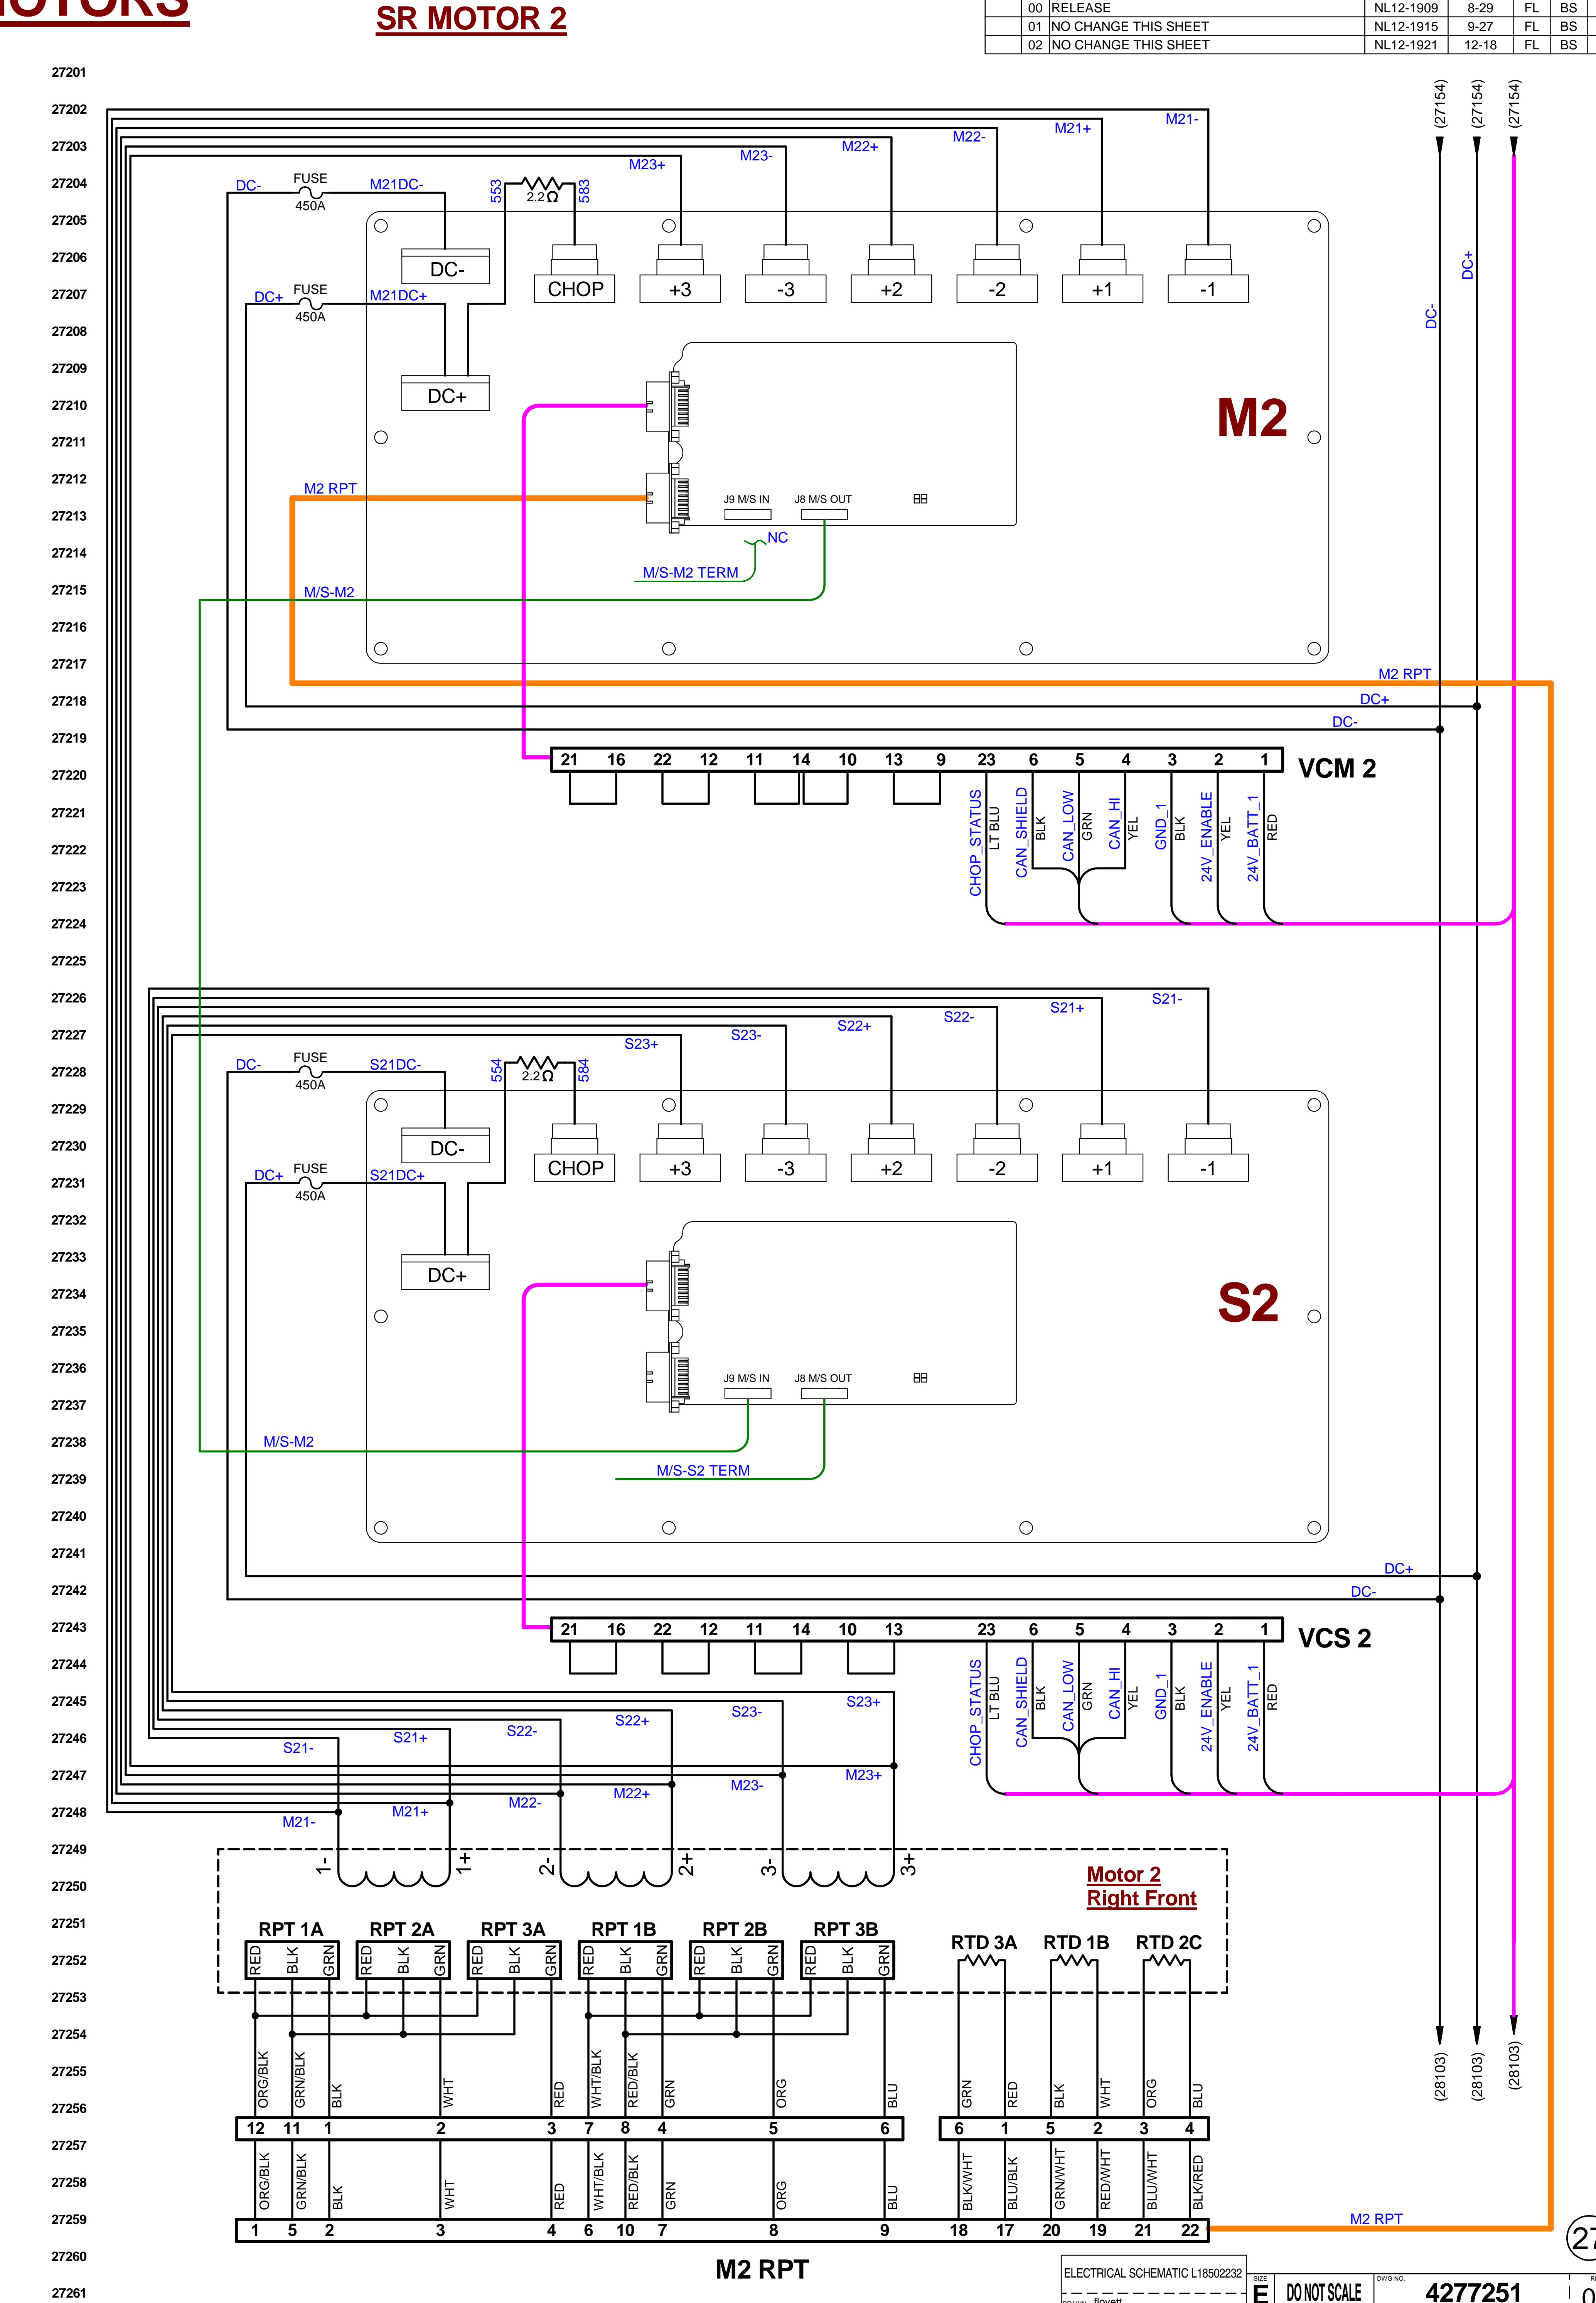 MOTORS
SR MOTOR 2
00 RELEASE NL12-1909 8-29 FL BS
01 NO CHANGE THIS SHEET NL12-1915 9-27 FL BS
02 NO CHANGE THIS SHEET NL12-1921 12-18 FL BS
27201
(27154) (27154) (27154)
27202
M21-
M21+
27203
M22-
M22+
M23-
M23+
27204
DC- FUSE 450A M21DC- 553 2.2Ω 583
27205
27206
DC- DC+
27207
CHOP +3 -3 +2 -2 +1 -1
DC+ FUSE 450A M21DC+ DC-
27208
27209
27210
DC+
M2
27211
27212
M2 RPT J9 M/S IN J8 M/S OUT
27213
NC
27214
M/S-M2 TERM
27215
M/S-M2
27216
27217
M2 RPT
27218
DC+
27219
DC-
27220
21 16 22 12 11 14 10 13 9 23 6 5 4 3 2 1 VCM 2
27221
CHOP_STATUS LT BLU CAN_SHIELD BLK CAN_LOW GRN CAN_HI YEL GND_1 BLK 24V_ENABLE YEL 24V_BATT_1 RED
27222
27223
27224
27225
27226
S21-
S21+
27227
S22-
S22+
S23-
S23+
27228
DC- FUSE 450A S21DC- 554 2.2Ω 584
27229
27230
DC-
CHOP +3 -3 +2 -2 +1 -1
27231
DC+ FUSE 450A S21DC+
27232
27233
DC+
27234
S2
27235
27236
J9 M/S IN J8 M/S OUT
27237
27238
M/S-M2
27239
M/S-S2 TERM
27240
27241
27242
DC+
DC-
27243
21 16 22 12 11 14 10 13 23 6 5 4 3 2 1 VCS 2
27244
CHOP_STATUS LT BLU CAN_SHIELD BLK CAN_LOW GRN CAN_HI YEL GND_1 BLK 24V_ENABLE YEL 24V_BATT_1 RED
27245
S21- S21+ S22- S22+ S23- S23+
27246
27247
M21- M21+ M22- M22+ M23- M23+
27248
27249
1- 1+ 2- 2+ 3- 3+
27250
Motor 2
Right Front
27251
RPT 1A RPT 2A RPT 3A RPT 1B RPT 2B RPT 3B RTD 3A RTD 1B RTD 2C
27252
RED BLK GRN RED BLK GRN RED BLK GRN RED BLK GRN RED BLK GRN RED BLK GRN
27253
27254
27255
ORG/BLK GRN/BLK BLK WHT RED WHT/BLK RED/BLK GRN ORG BLU GRN RED BLK WHT ORG BLU
(28103) (28103) (28103)
27256
12 11 1 2 3 7 8 4 5 6 6 1 5 2 3 4
27257
27258
ORG/BLK GRN/BLK BLK WHT RED WHT/BLK RED/BLK GRN ORG BLU BLK/WHT BLU/BLK GRN/WHT RED/WHT BLU/WHT BLK/RED
27259
1 5 2 3 4 6 10 7 8 9 18 17 20 19 21 22 M2 RPT
27260
M2 RPT
27261
ELECTRICAL SCHEMATIC L18502232
SIZE E DO NOT SCALE DWG NO. 4277251
flovett